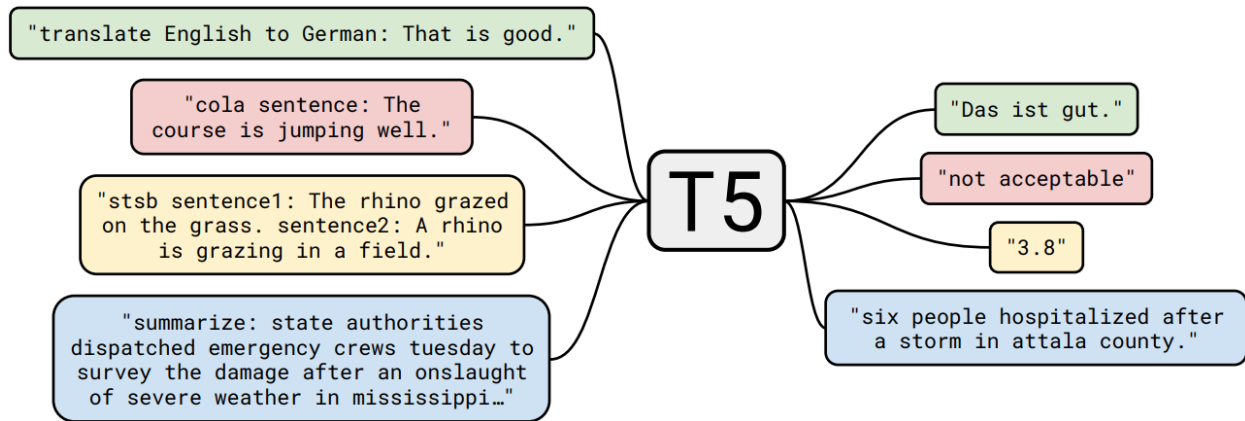 "translate English to German: That is good."
"cola sentence: The
course is jumping well."
"stsb sentence1: The rhino grazed
on the grass. sentence2: A rhino
is grazing in a field."
"summarize: state authorities
dispatched emergency crews tuesday to
survey the damage after an onslaught
of severe weather in mississippi…"
T5
"Das ist gut."
"not acceptable"
"3.8"
"six people hospitalized after
a storm in attala county."